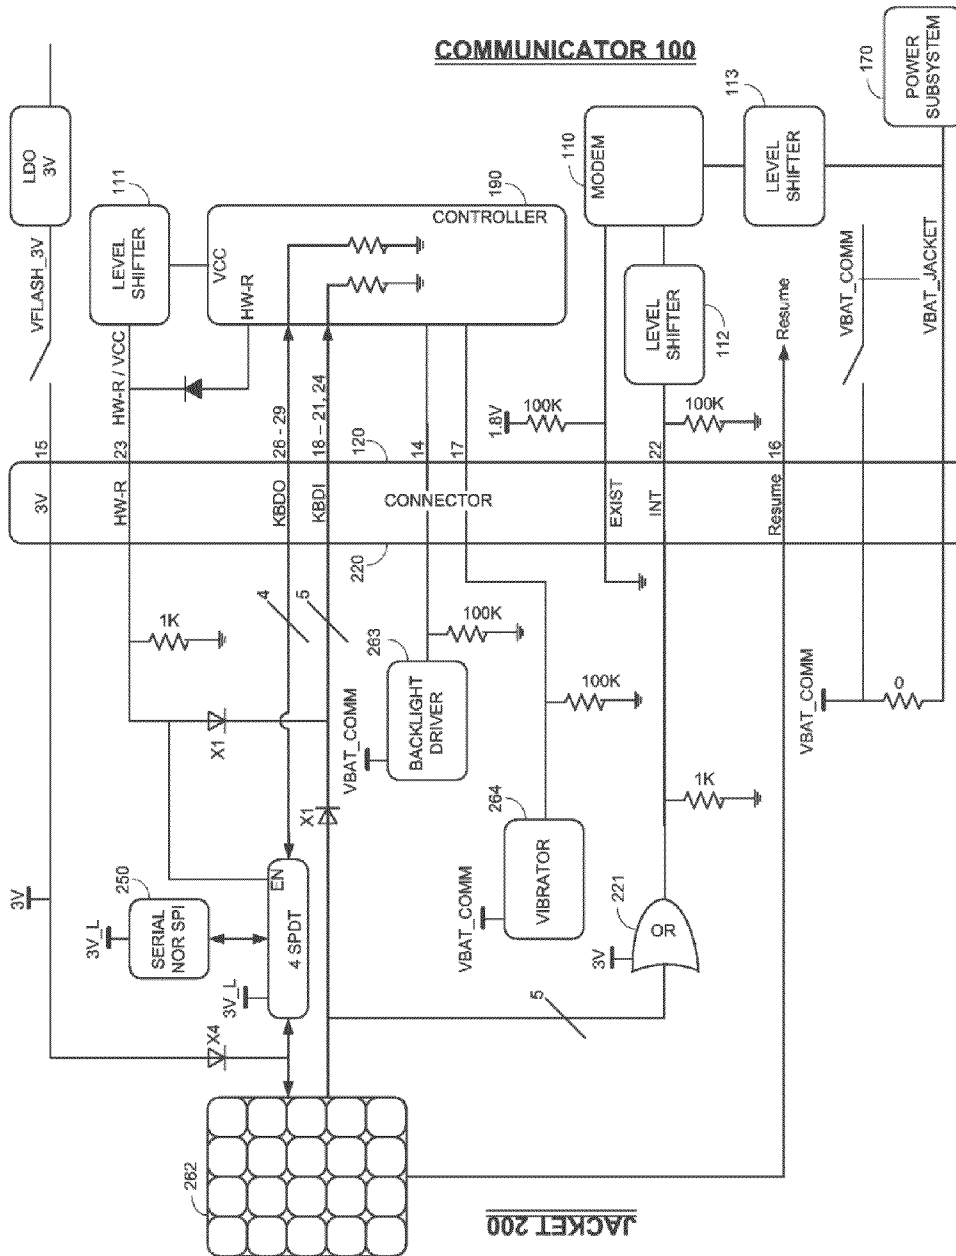 COMMUNICATOR 100
LDO
3V
VFLASH_3V
15
3V
111
LEVEL
SHIFTER
HW-R / VCC
23
HW-R
190
CONTROLLER
VCC
HW-R
26 - 29
KBDO
18 - 21, 24
KBDI
120
14
17
CONNECTOR
220
110
MODEM
113
LEVEL
SHIFTER
170
POWER
SUBSYSTEM
LEVEL
SHIFTER
112
1.8V
100K
100K
EXIST
22
INT
Resume
16
Resume
VBAT_COMM
VBAT_JACKET
1K
4
5
100K
263
BACKLIGHT
DRIVER
VBAT_COMM
100K
264
VIBRATOR
VBAT_COMM
VBAT_COMM
0
1K
X1
X1
3V
250
SERIAL
NOR SPI
3V_L
EN
4 SPDT
3V_L
X4
221
OR
3V
5
262
JACKET 200